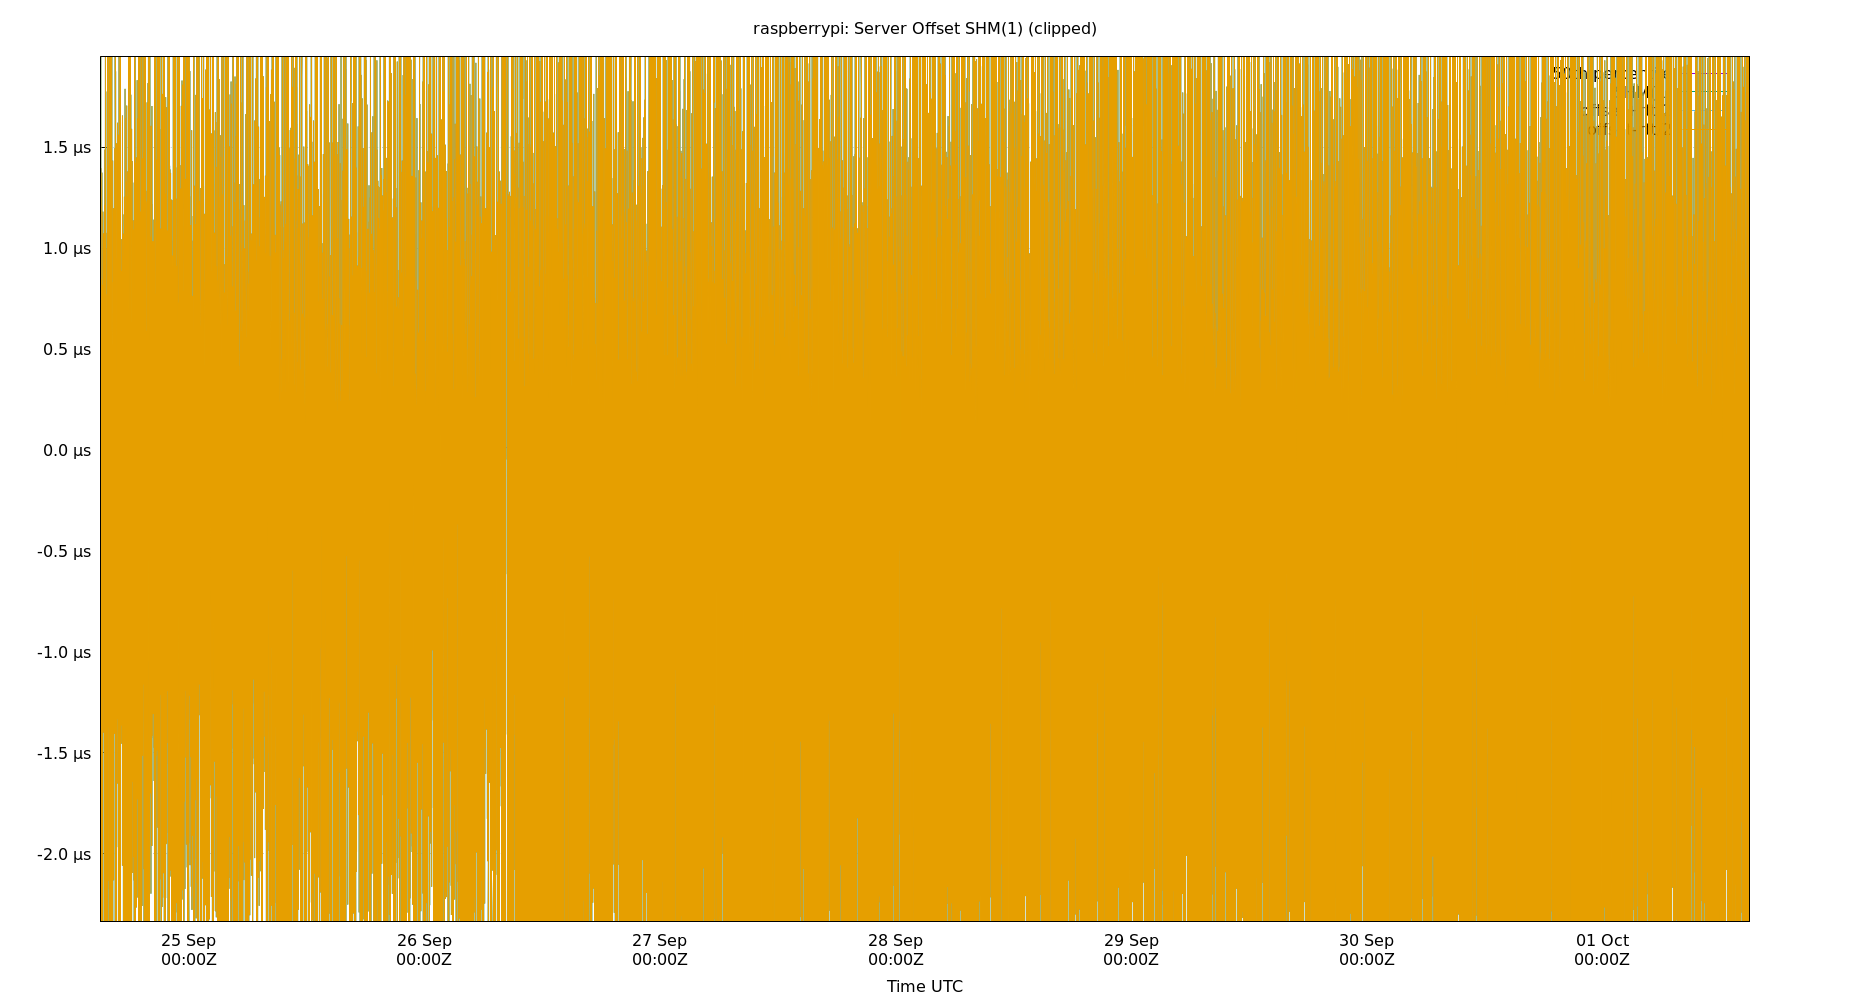 raspberrypi: Server Offset SHM(1) (clipped)
1.5 µs
1.0 µs
0.5 µs
0.0 µs
-0.5 µs
-1.0 µs
-1.5 µs
-2.0 µs
25 Sep
00:00Z
26 Sep
00:00Z
27 Sep
00:00Z
28 Sep
00:00Z
29 Sep
00:00Z
30 Sep
00:00Z
01 Oct
00:00Z
Time UTC